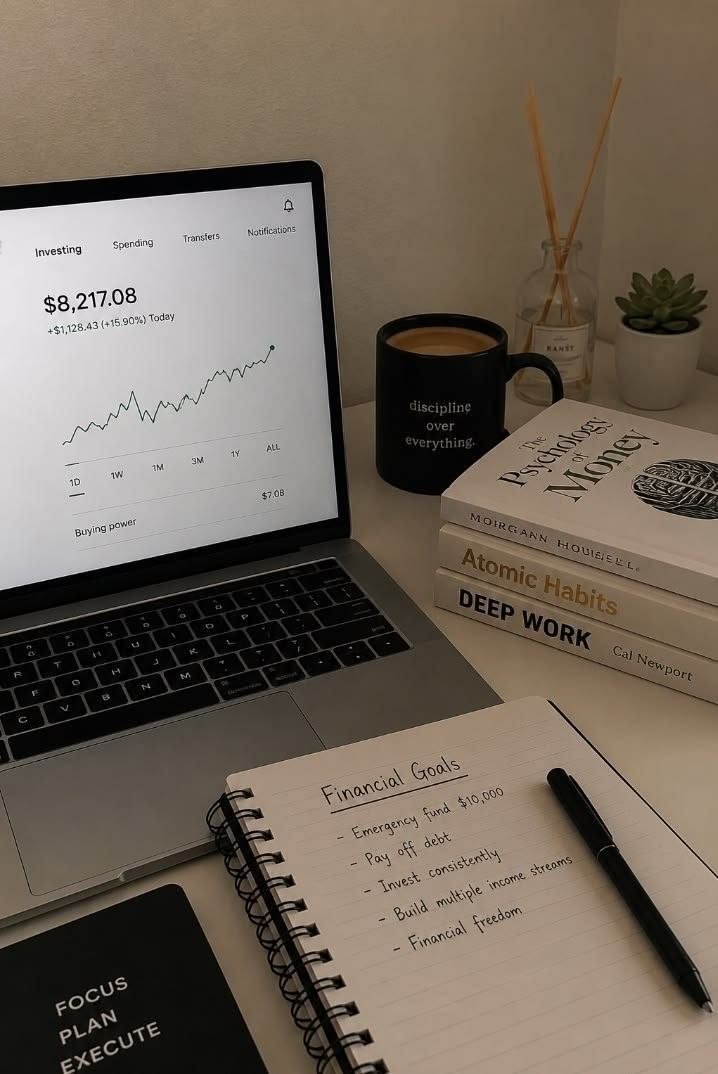 Investing
Spending
Transfers
Notifications
$8,217.08
+$1,128.43 (+15.90%) Today
1D
1W
1M
3M
1Y
ALL
Buying power
$7.08
R T Y U I O P
F G H J K L
C V B N M
discipline
over
everything.
The
Psychology
of
Money
MORGANN
Atomic Habits
DEEP WORK
Cal Newport
Financial Goals
- Emergency fund $10,000
- Pay off debt
- Invest consistently
- Build multiple income streams
- Financial freedom
FOCUS
PLAN
EXECUTE